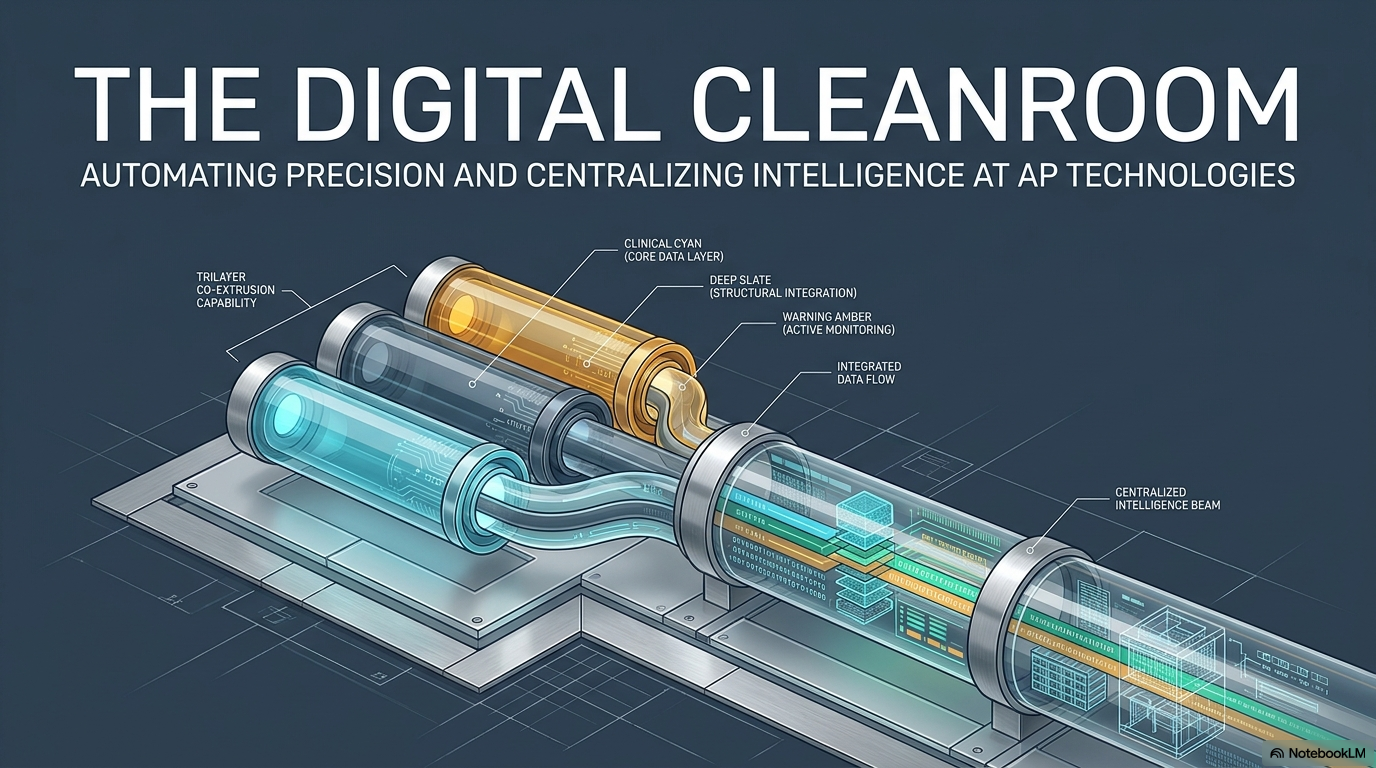 THE DIGITAL CLEANROOM
AUTOMATING PRECISION AND CENTRALIZING INTELLIGENCE AT AP TECHNOLOGIES
TRILAYER
CO-EXTRUSION
CAPABILITY
CLINICAL CYAN
(CORE DATA LAYER)
DEEP SLATE
(STRUCTURAL INTEGRATION)
WARNING AMBER
(ACTIVE MONITORING)
INTEGRATED
DATA FLOW
CENTRALIZED
INTELLIGENCE BEAM
NotebookLM